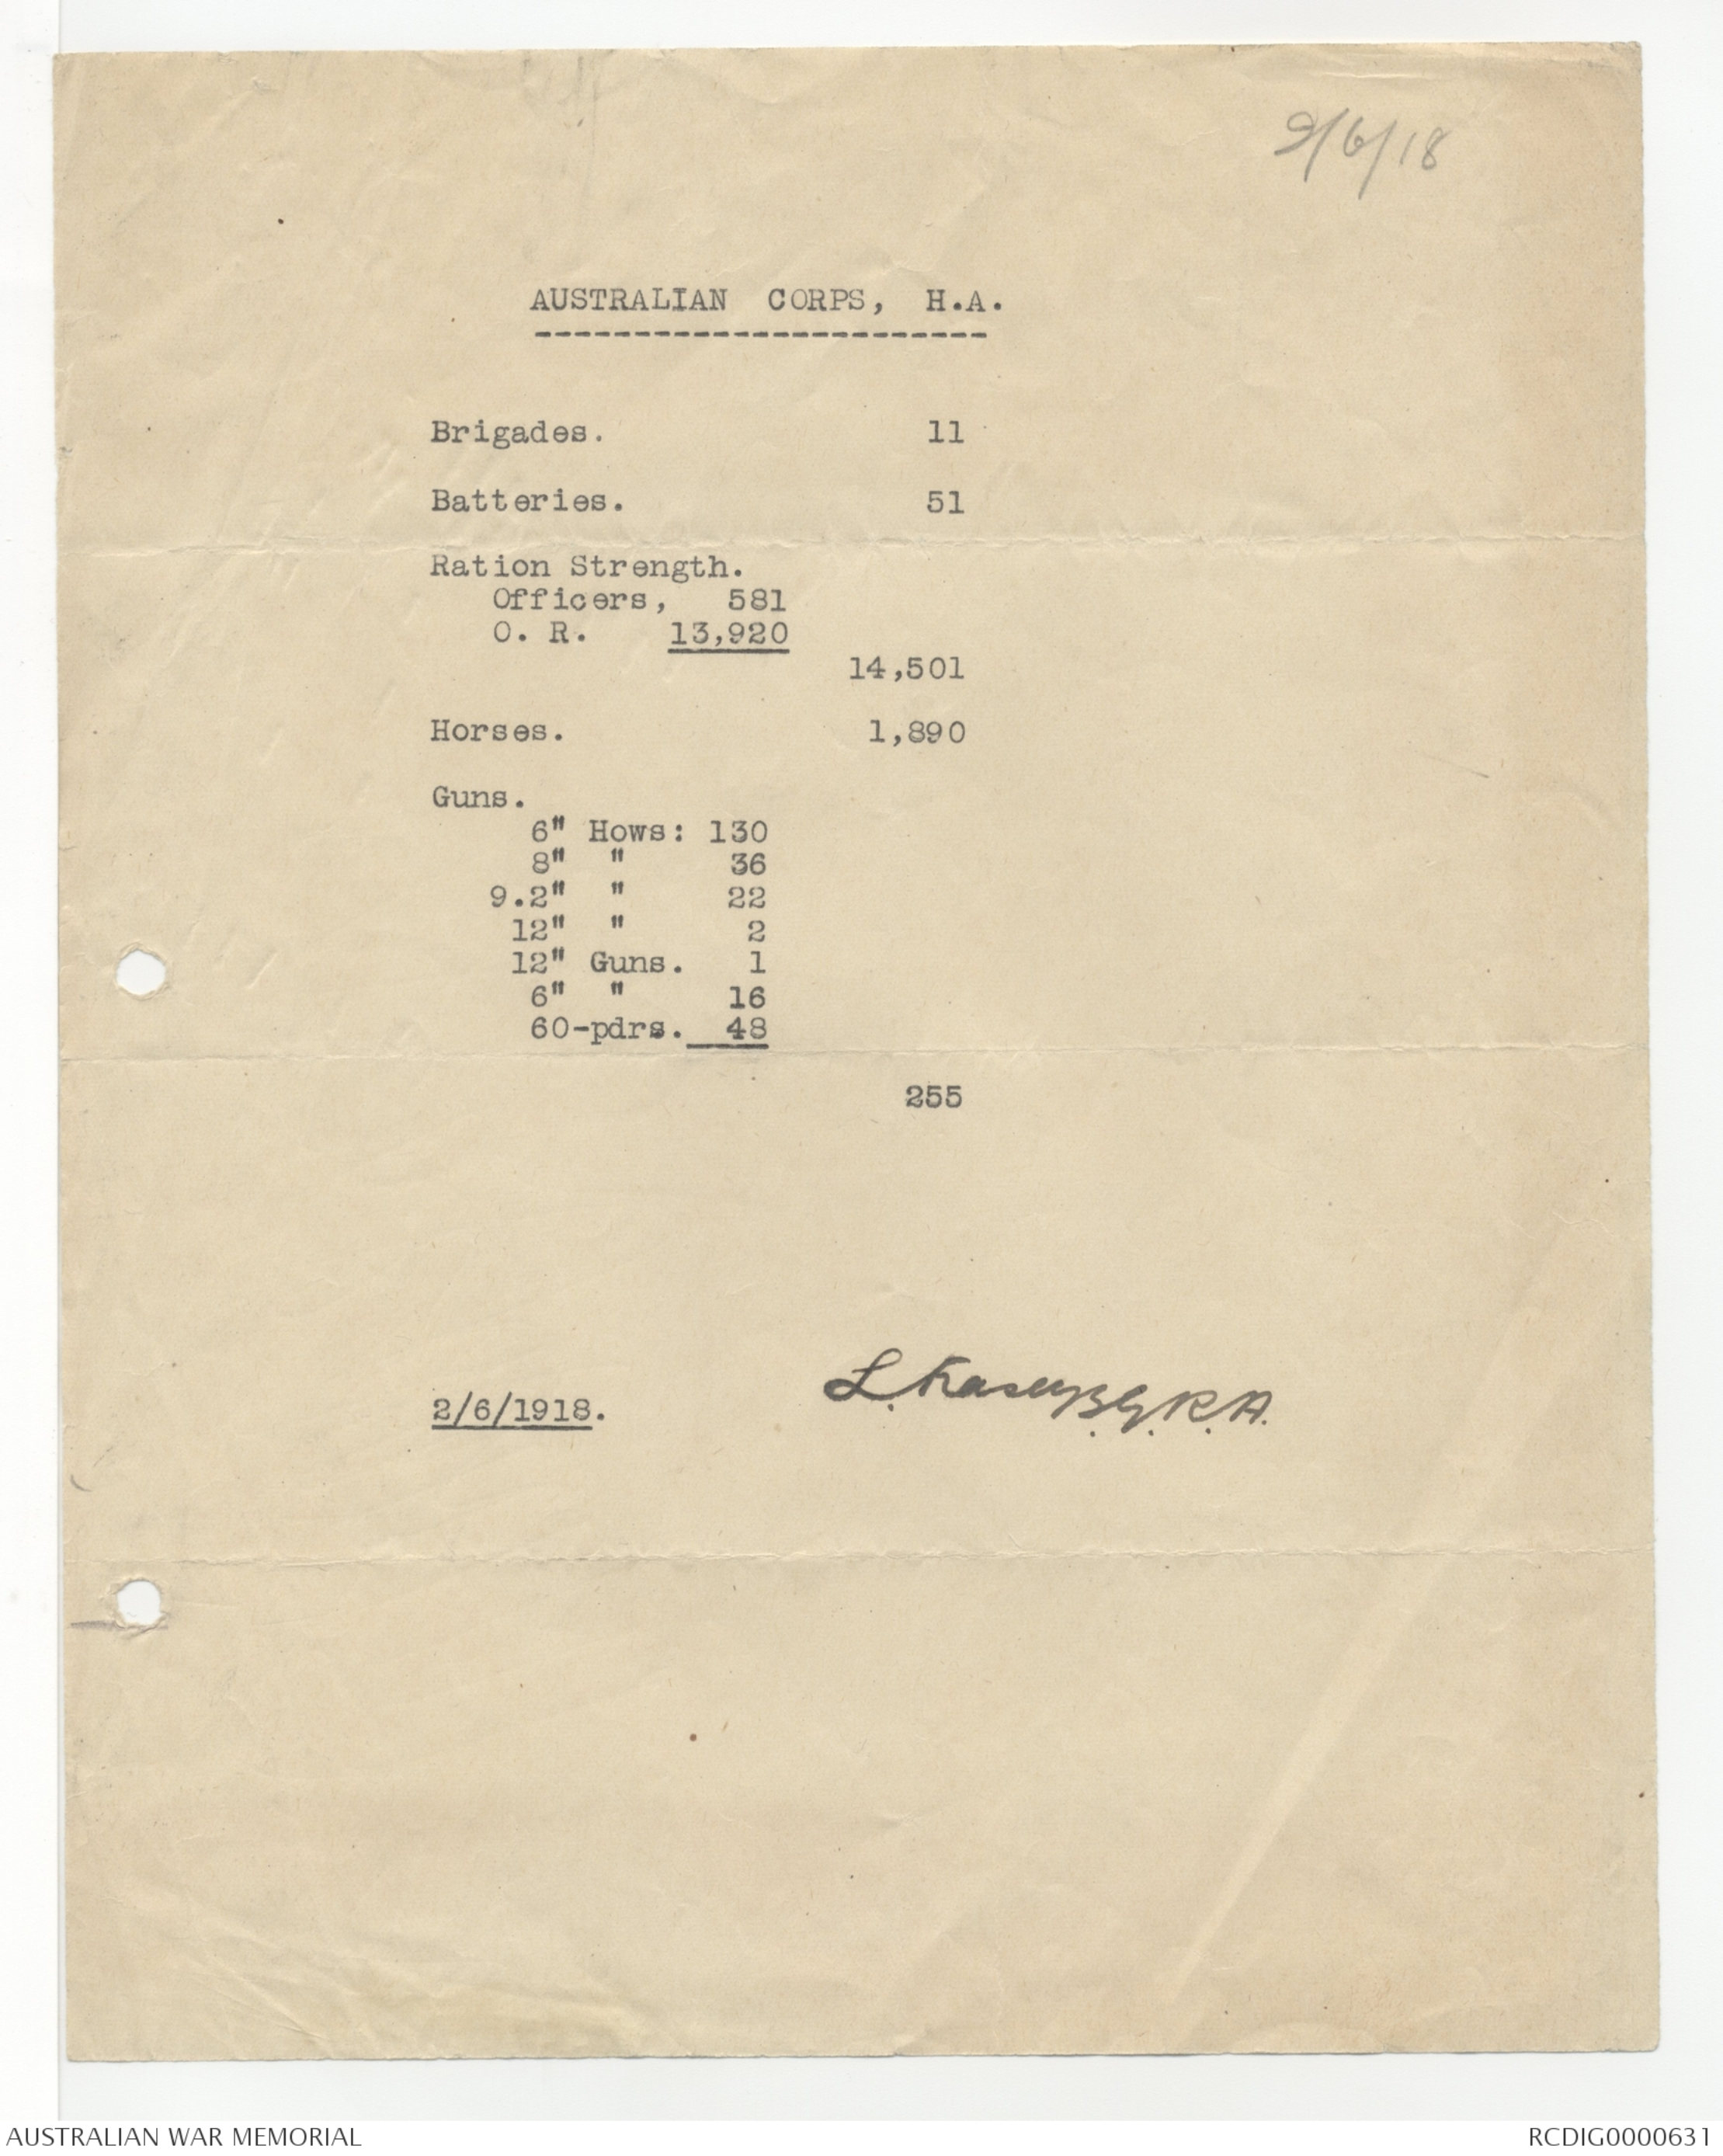 9/6/18
AUSTRALIAN CORPS, H.A.
Brigades. 11
Batteries. 51
Ration Strength.
Officers, 581
O. R. 13,920
14,501
Horses. 1,890
Guns.
6" Hows: 130
8" " 36
9.2" " 22
12" " 2
12" Guns. 1
6" " 16
60-pdrs. 48
255
2/6/1918. L. B.G.R.A.
AUSTRALIAN WAR MEMORIAL RCDIG0000631